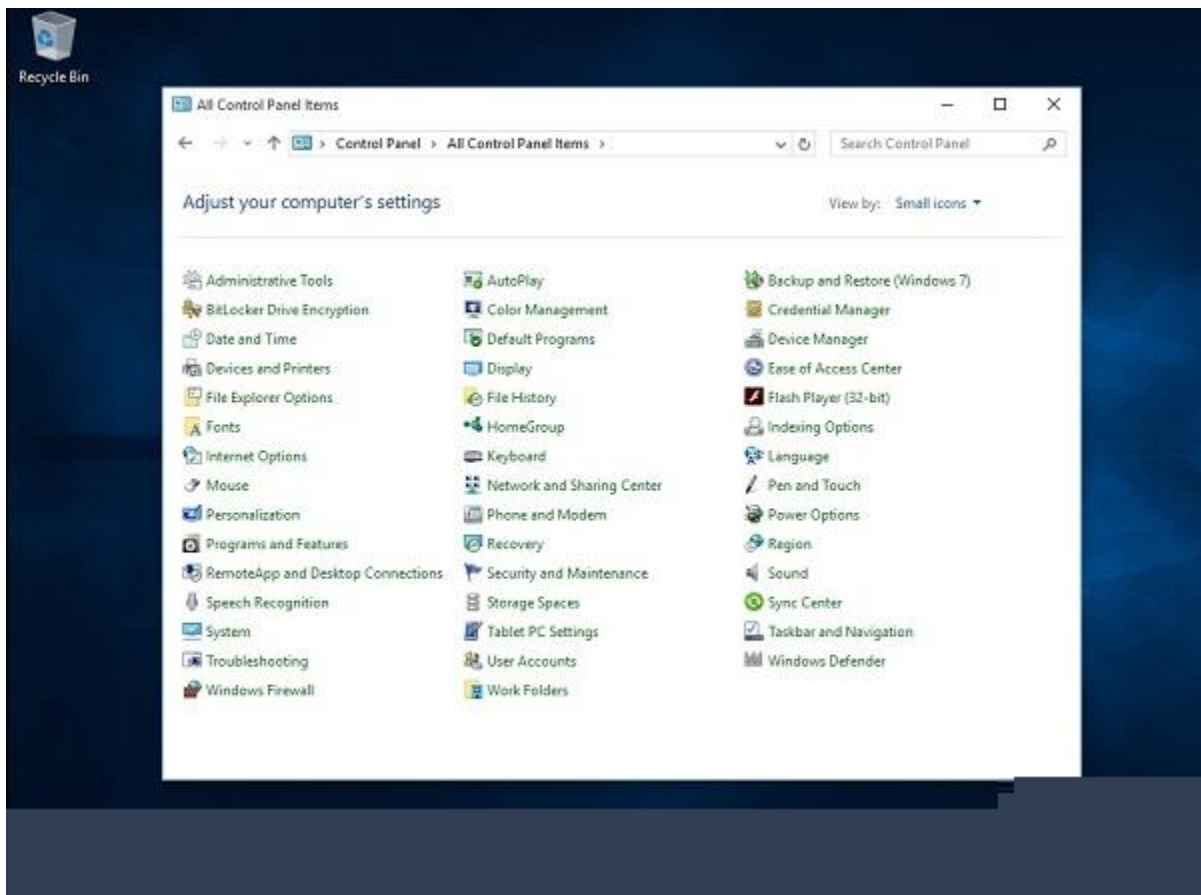 Recycle Bin
All Control Panel Items
Control Panel > All Control Panel Items >
Search Control Panel
Adjust your computer's settings
View by: Small icons
Administrative Tools
AutoPlay
Backup and Restore (Windows 7)
BitLocker Drive Encryption
Color Management
Credential Manager
Date and Time
Default Programs
Device Manager
Devices and Printers
Display
Ease of Access Center
File Explorer Options
File History
Flash Player (32-bit)
Fonts
HomeGroup
Indexing Options
Internet Options
Keyboard
Language
Mouse
Network and Sharing Center
Pen and Touch
Personalization
Phone and Modem
Power Options
Programs and Features
Recovery
Region
RemoteApp and Desktop Connections
Security and Maintenance
Sound
Speech Recognition
Storage Spaces
Sync Center
System
Tablet PC Settings
Taskbar and Navigation
Troubleshooting
User Accounts
Windows Defender
Windows Firewall
Work Folders